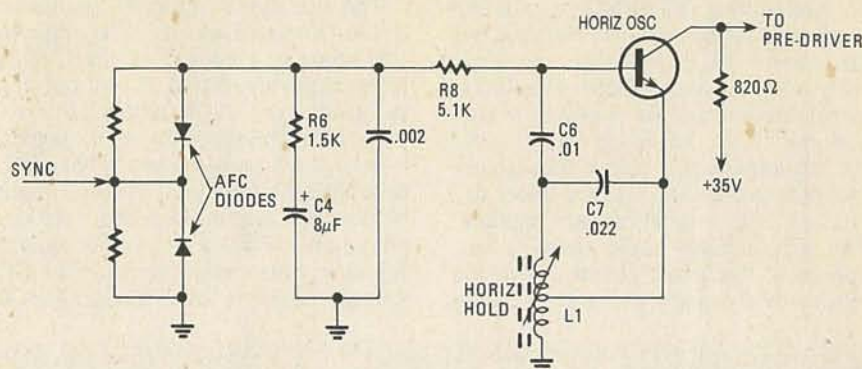 HORIZ OSC
TO
PRE-DRIVER
R8
5.1K
820Ω
R6
1.5K
.002
C6
.01
SYNC
AFC
DIODES
+
C4
8μF
C7
.022
+35V
HORIZ
HOLD
L1